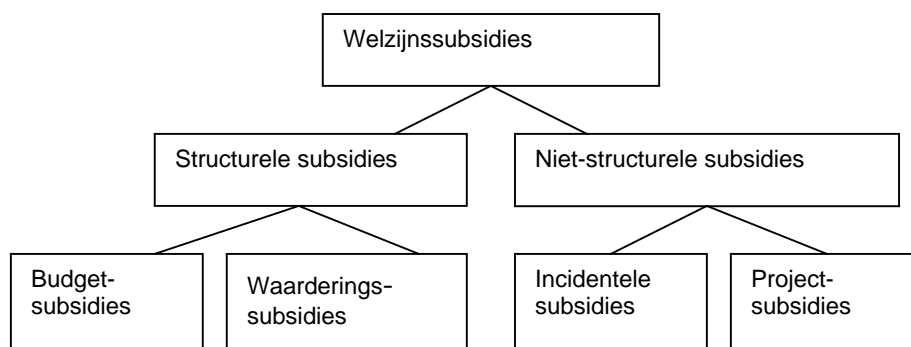 Welzijnssubsidies
Structurele subsidies
Niet-structurele subsidies
Budget-
subsidies
Waarderings-
subsidies
Incidentele
subsidies
Project-
subsidies